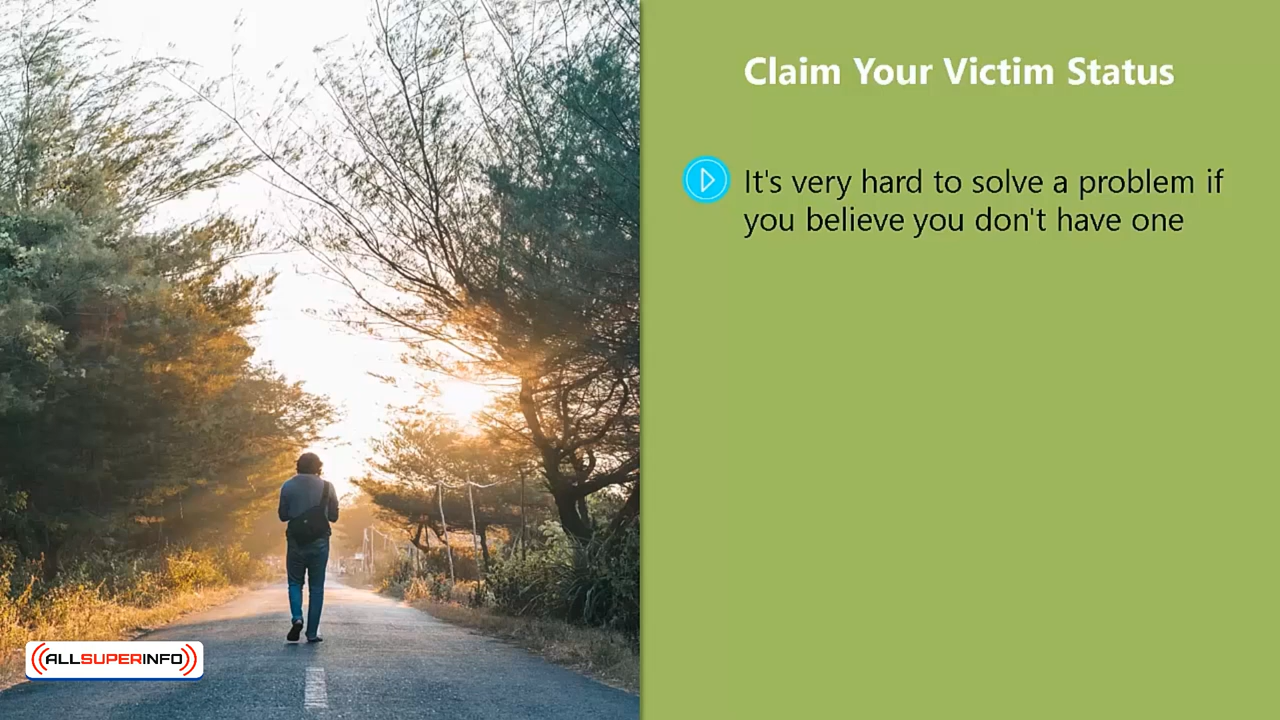 Claim Your Victim Status
It's very hard to solve a problem if
you believe you don't have one
ALLSUPERINFO